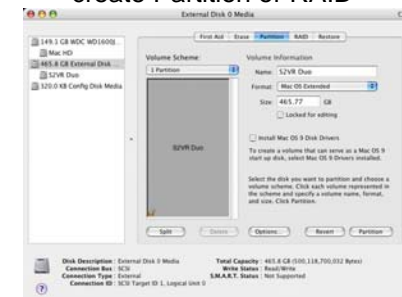 create Partition or RAID
External Disk 0 Media
First Aid Erase Partition RAID Restore
149.1 GB WDC WD1600J...
Mac HD
465.8 GB External Disk ...
S2VR Duo
320.0 KB Config Disk Media
Volume Scheme:
1 Partition
S2VR Duo
Volume Information
Name: S2VR Duo
Format: Mac OS Extended
Size: 465.77 GB
Locked for editing
Install Mac OS 9 Disk Drivers
To create a volume that can serve as a Mac OS 9
start up disk, select Mac OS 9 Drivers installed.
Select the disk you want to partition and choose a
volume scheme. Click each volume represented in
the scheme and specify a volume name, format,
and size. Click Partition.
Split Delete Options... Revert Partition
Disk Description : External Disk 0 Media Total Capacity : 465.8 GB (500,118,700,032 Bytes)
Connection Bus : SCSI Write Status : Read/Write
Connection Type : External S.M.A.R.T. Status : Not Supported
Connection ID : SCSI Target ID 1, Logical Unit 0
?